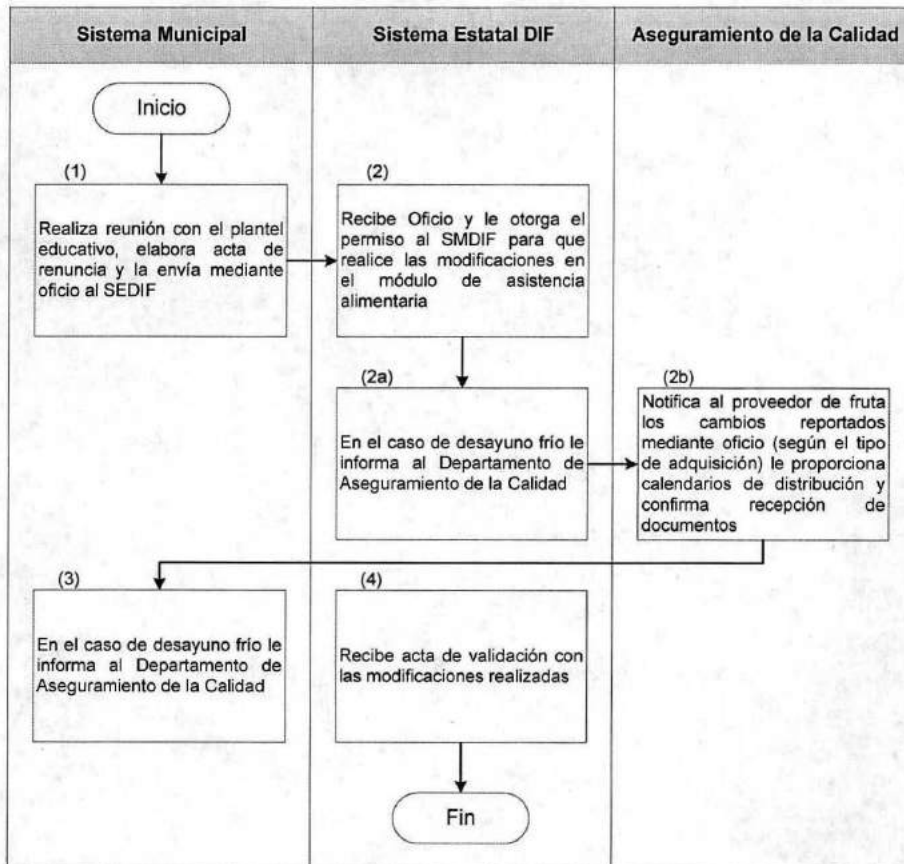 Sistema Municipal
Sistema Estatal DIF
Aseguramiento de la Calidad
Inicio
(1)
Realiza reunión con el plantel
educativo, elabora acta de
renuncia y la envía mediante
oficio al SEDIF
(2)
Recibe Oficio y le otorga el
permiso al SMDIF para que
realice las modificaciones en
el módulo de asistencia
alimentaria
(2a)
En el caso de desayuno frío le
informa al Departamento de
Aseguramiento de la Calidad
(2b)
Notifica al proveedor de fruta
los cambios reportados
mediante oficio (según el tipo
de adquisición) le proporciona
calendarios de distribución y
confirma recepción de
documentos
(3)
En el caso de desayuno frío le
informa al Departamento de
Aseguramiento de la Calidad
(4)
Recibe acta de validación con
las modificaciones realizadas
Fin